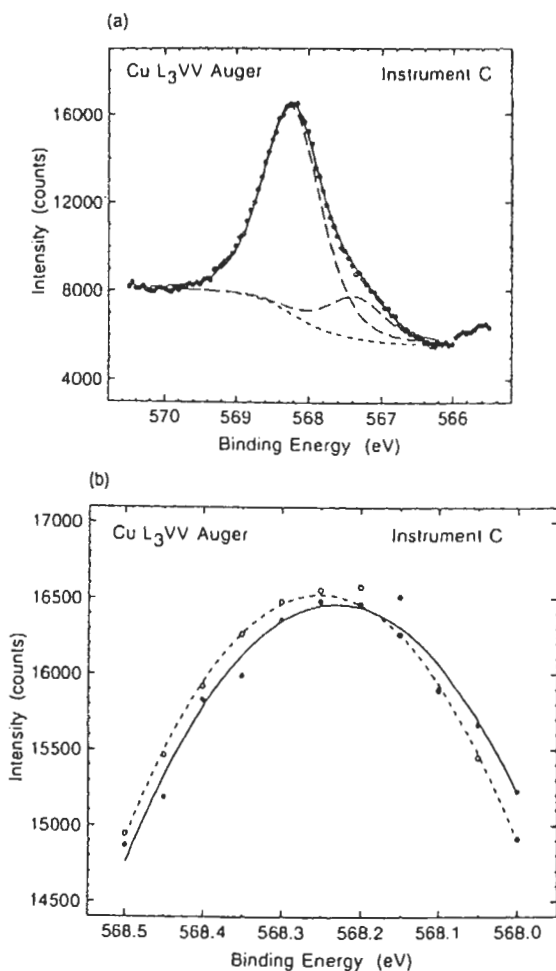 (a)
Cu L3VV Auger Instrument C
16000
12000
8000
4000
Intensity (counts)
570 569 568 567 566
Binding Energy (eV)
(b)
Cu L3VV Auger Instrument C
17000
16500
16000
15500
15000
14500
Intensity (counts)
568.5 568.4 568.3 568.2 568.1 568.0
Binding Energy (eV)